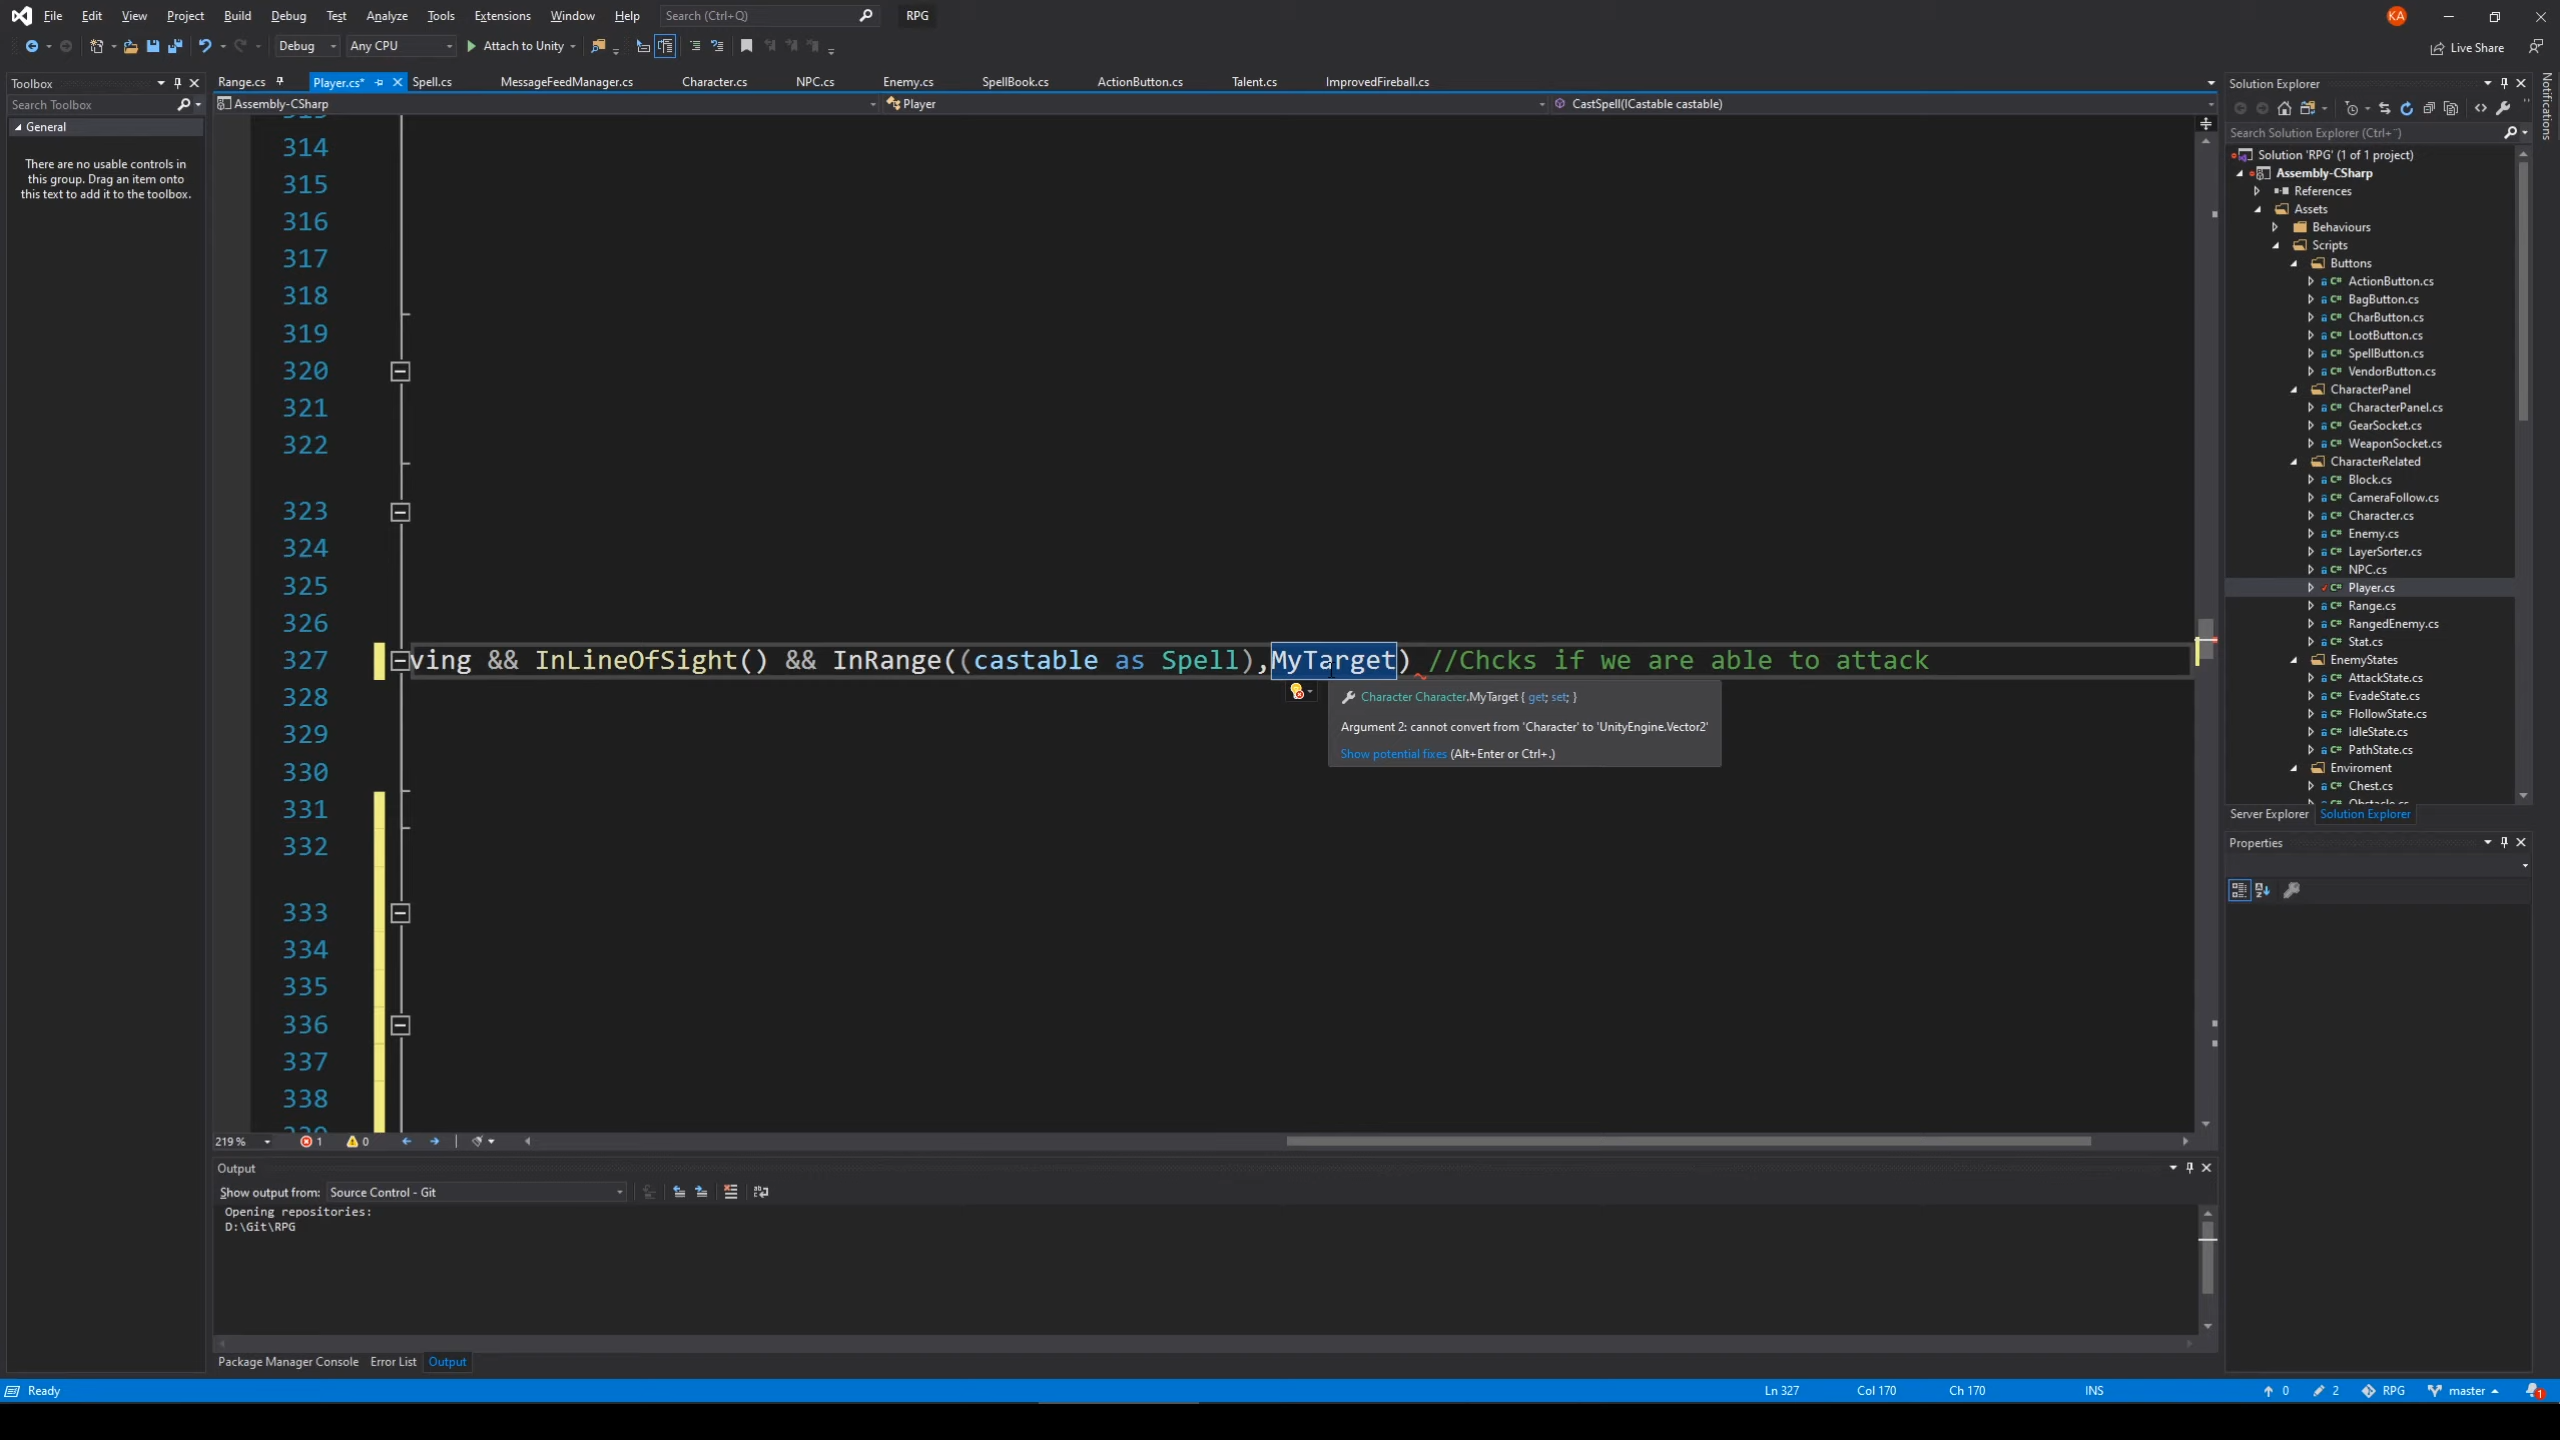 File Edit View Project Build Debug Test Analyze Tools Extensions Window Help Search (Ctrl+Q) RPG KA
Debug Any CPU Attach to Unity Live Share
Toolbox
Search Toolbox
General
There are no usable controls in
this group. Drag an item onto
this text to add it to the toolbox.
Range.cs Player.cs* Spell.cs MessageFeedManager.cs Character.cs NPC.cs Enemy.cs SpellBook.cs ActionButton.cs Talent.cs ImprovedFireball.cs
Assembly-CSharp Player CastSpell(ICastable castable)
314
315
316
317
318
319
320
321
322
323
324
325
326
327 ving && InLineOfSight() && InRange((castable as Spell),MyTarget) //Chcks if we are able to attack
Character Character.MyTarget { get; set; }
Argument 2: cannot convert from 'Character' to 'UnityEngine.Vector2'
Show potential fixes (Alt+Enter or Ctrl+.)
328
329
330
331
332
333
334
335
336
337
338
219 % 1 0
Output
Show output from: Source Control - Git
Opening repositories:
D:\Git\RPG
Package Manager Console Error List Output
Solution Explorer
Search Solution Explorer (Ctrl+¨)
Solution 'RPG' (1 of 1 project)
Assembly-CSharp
References
Assets
Behaviours
Scripts
Buttons
ActionButton.cs
BagButton.cs
CharButton.cs
LootButton.cs
SpellButton.cs
VendorButton.cs
CharacterPanel
CharacterPanel.cs
GearSocket.cs
WeaponSocket.cs
CharacterRelated
Block.cs
CameraFollow.cs
Character.cs
Enemy.cs
LayerSorter.cs
NPC.cs
Player.cs
Range.cs
RangedEnemy.cs
Stat.cs
EnemyStates
AttackState.cs
EvadeState.cs
FlollowState.cs
IdleState.cs
PathState.cs
Enviroment
Chest.cs
Obstacle.cs
Server Explorer Solution Explorer
Properties
Notifications
Ready Ln 327 Col 170 Ch 170 INS 0 2 RPG master 1